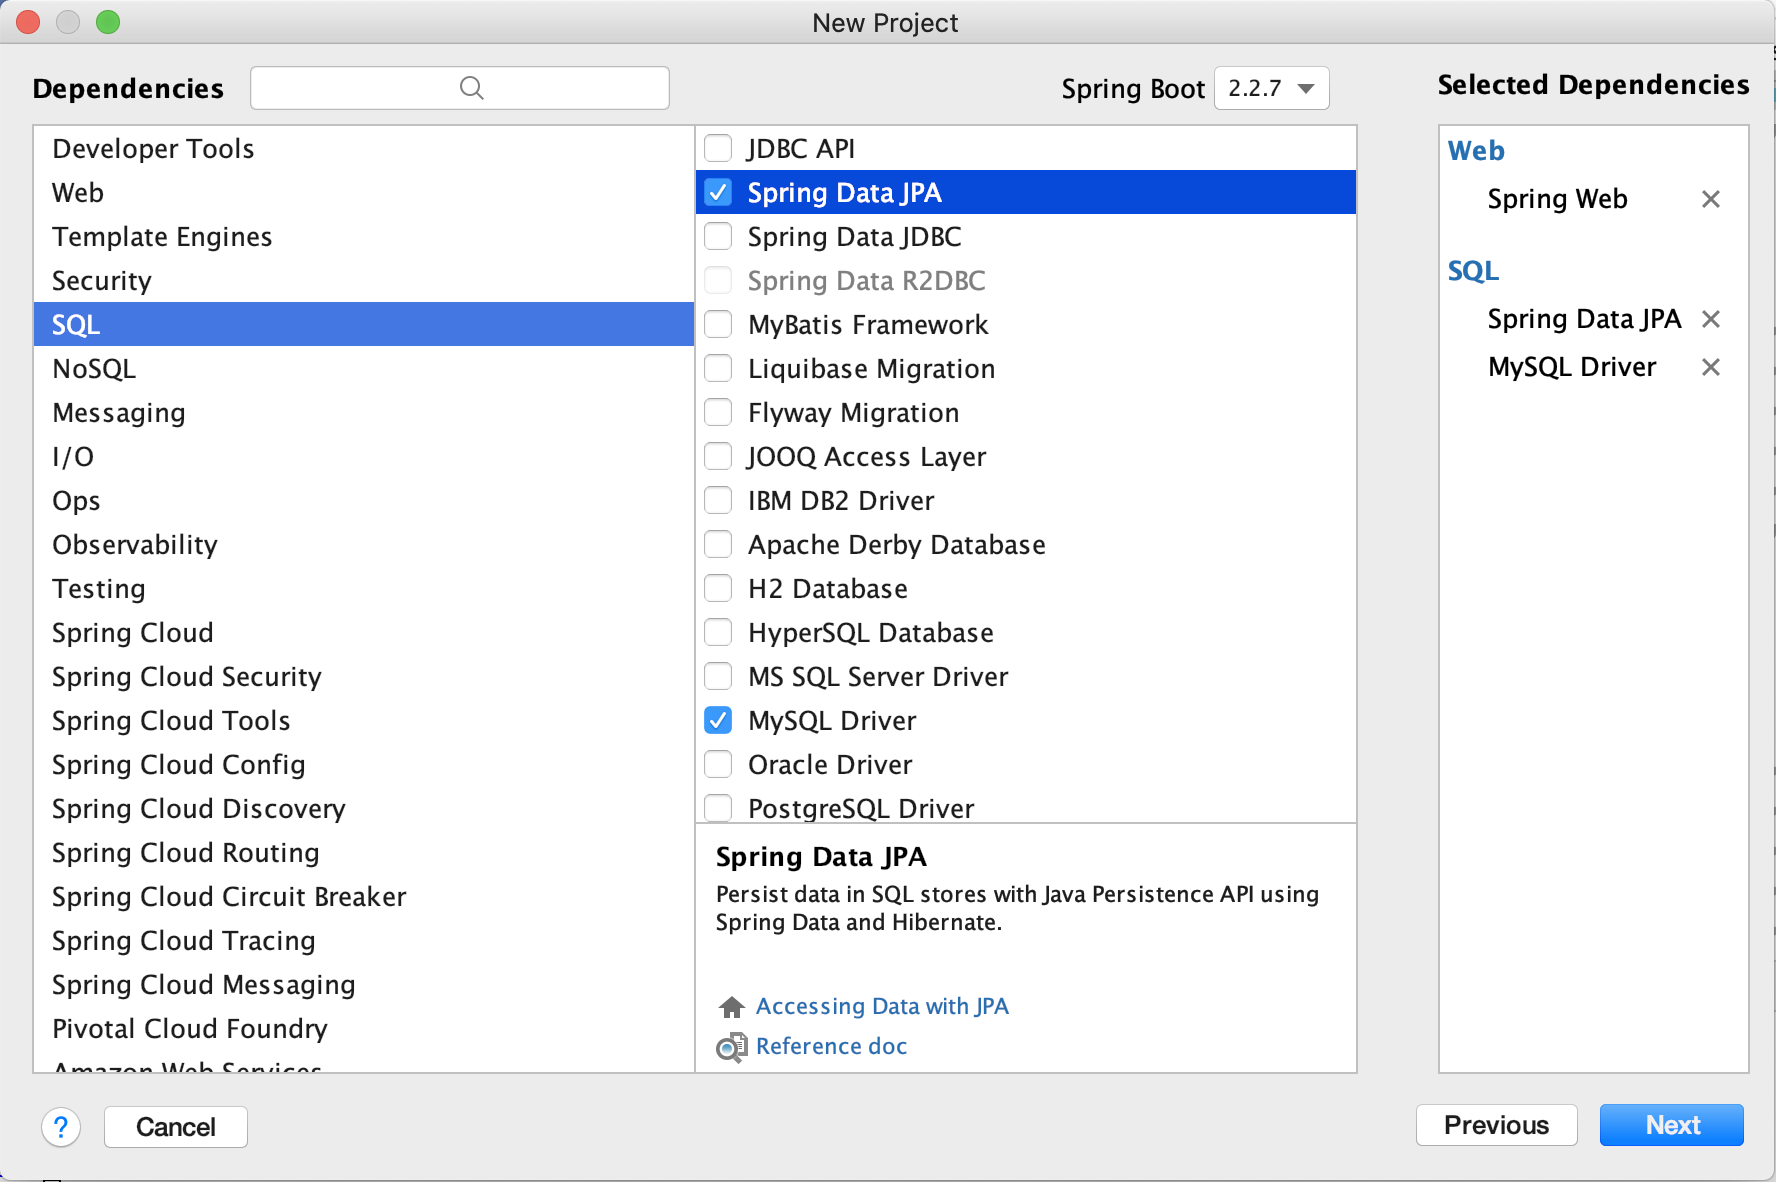 New Project
Dependencies
Spring Boot 2.2.7
Selected Dependencies
Developer Tools
Web
Template Engines
Security
SQL
NoSQL
Messaging
I/O
Ops
Observability
Testing
Spring Cloud
Spring Cloud Security
Spring Cloud Tools
Spring Cloud Config
Spring Cloud Discovery
Spring Cloud Routing
Spring Cloud Circuit Breaker
Spring Cloud Tracing
Spring Cloud Messaging
Pivotal Cloud Foundry
Amazon Web Services
JDBC API
Spring Data JPA
Spring Data JDBC
Spring Data R2DBC
MyBatis Framework
Liquibase Migration
Flyway Migration
JOOQ Access Layer
IBM DB2 Driver
Apache Derby Database
H2 Database
HyperSQL Database
MS SQL Server Driver
MySQL Driver
Oracle Driver
PostgreSQL Driver
Spring Data JPA
Persist data in SQL stores with Java Persistence API using
Spring Data and Hibernate.
Accessing Data with JPA
Reference doc
Web
Spring Web
SQL
Spring Data JPA
MySQL Driver
?
Cancel
Previous
Next